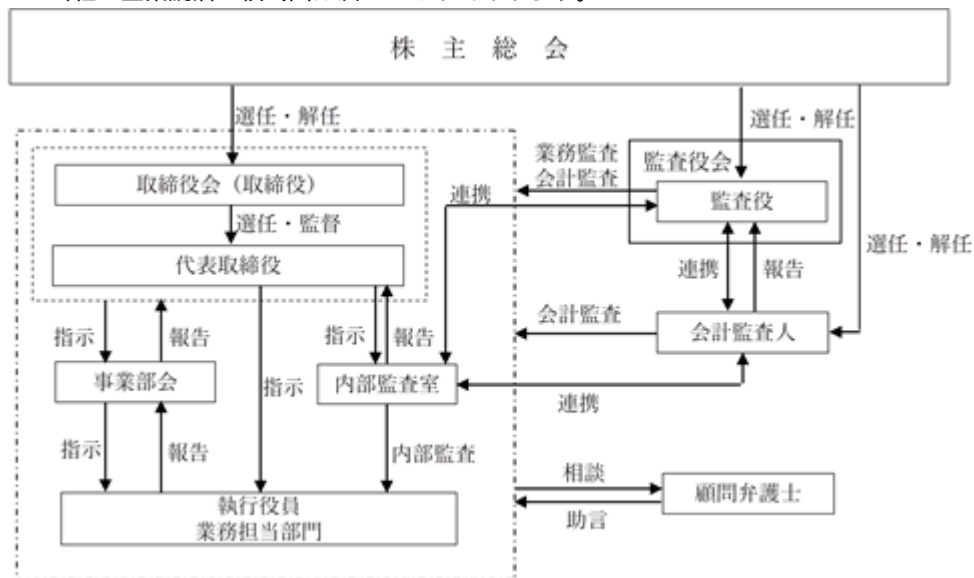 株主総会
選任・解任
選任・解任
業務監査
会計監査
監査役会
取締役会（取締役）
連携
監査役
選任・監督
選任・解任
代表取締役
連携
報告
指示
報告
指示
報告
会計監査
会計監査人
事業部会
指示
内部監査室
連携
指示
報告
内部監査
相談
顧問弁護士
執行役員
業務担当部門
助言